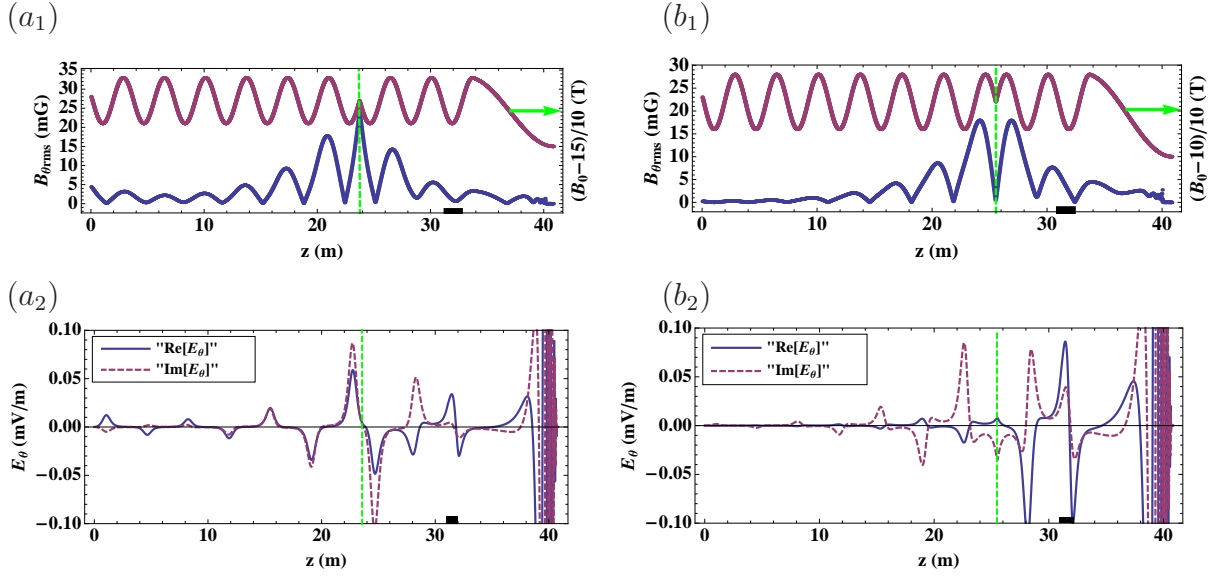 (a1)
(b1)
35
30
25
20
15
10
5
0
BθRms (mG)
0 10 20 30 40
z (m)
(B0−15)/10 (T)
30
25
20
15
10
5
0
Bθrms (mG)
0 10 20 30 40
z (m)
(B0−10)/10 (T)
(a2)
(b2)
0.10
0.05
0.00
−0.05
−0.10
Eθ (mV/m)
"Re[Eθ]"
"Im[Eθ]"
0 10 20 30 40
z (m)
0.10
0.05
0.00
−0.05
−0.10
Eθ (mV/m)
"Re[Eθ]"
"Im[Eθ]"
0 10 20 30 40
z (m)